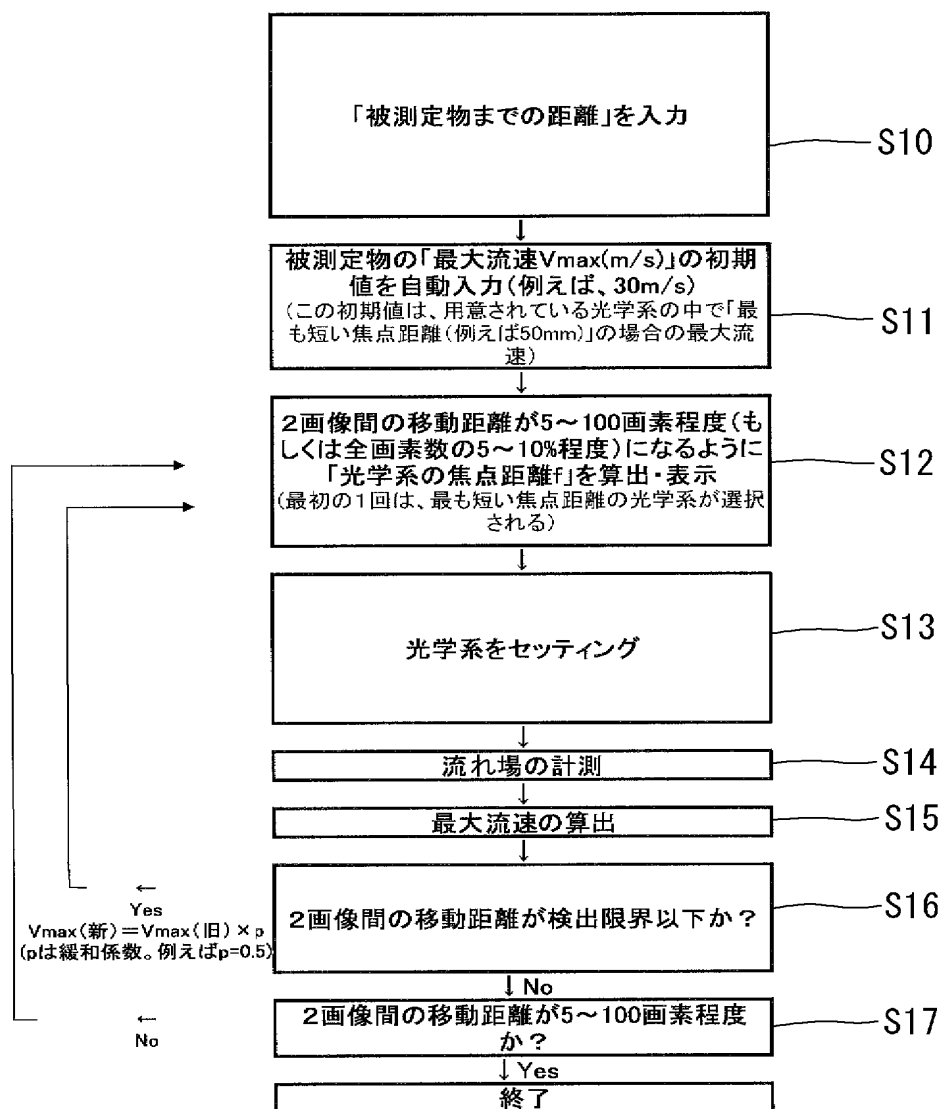 「被測定物までの距離」を入力
S10
↓
被測定物の「最大流速Vmax(m/s)」の初期
値を自動入力(例えば、30m/s)
(この初期値は、用意されている光学系の中で「最
も短い焦点距離(例えば50mm)」の場合の最大流
速)
S11
↓
2画像間の移動距離が5～100画素程度(も
しくは全画素数の5～10%程度)になるように
「光学系の焦点距離f」を算出・表示
(最初の1回は、最も短い焦点距離の光学系が選択
される)
S12
↓
光学系をセッティング
S13
↓
流れ場の計測
S14
↓
最大流速の算出
S15
↓
2画像間の移動距離が検出限界以下か?
S16
←
Yes
Vmax(新)=Vmax(旧)×p
(pは緩和係数。例えばp=0.5)
↓No
2画像間の移動距離が5～100画素程度
か?
S17
←
No
↓Yes
終了